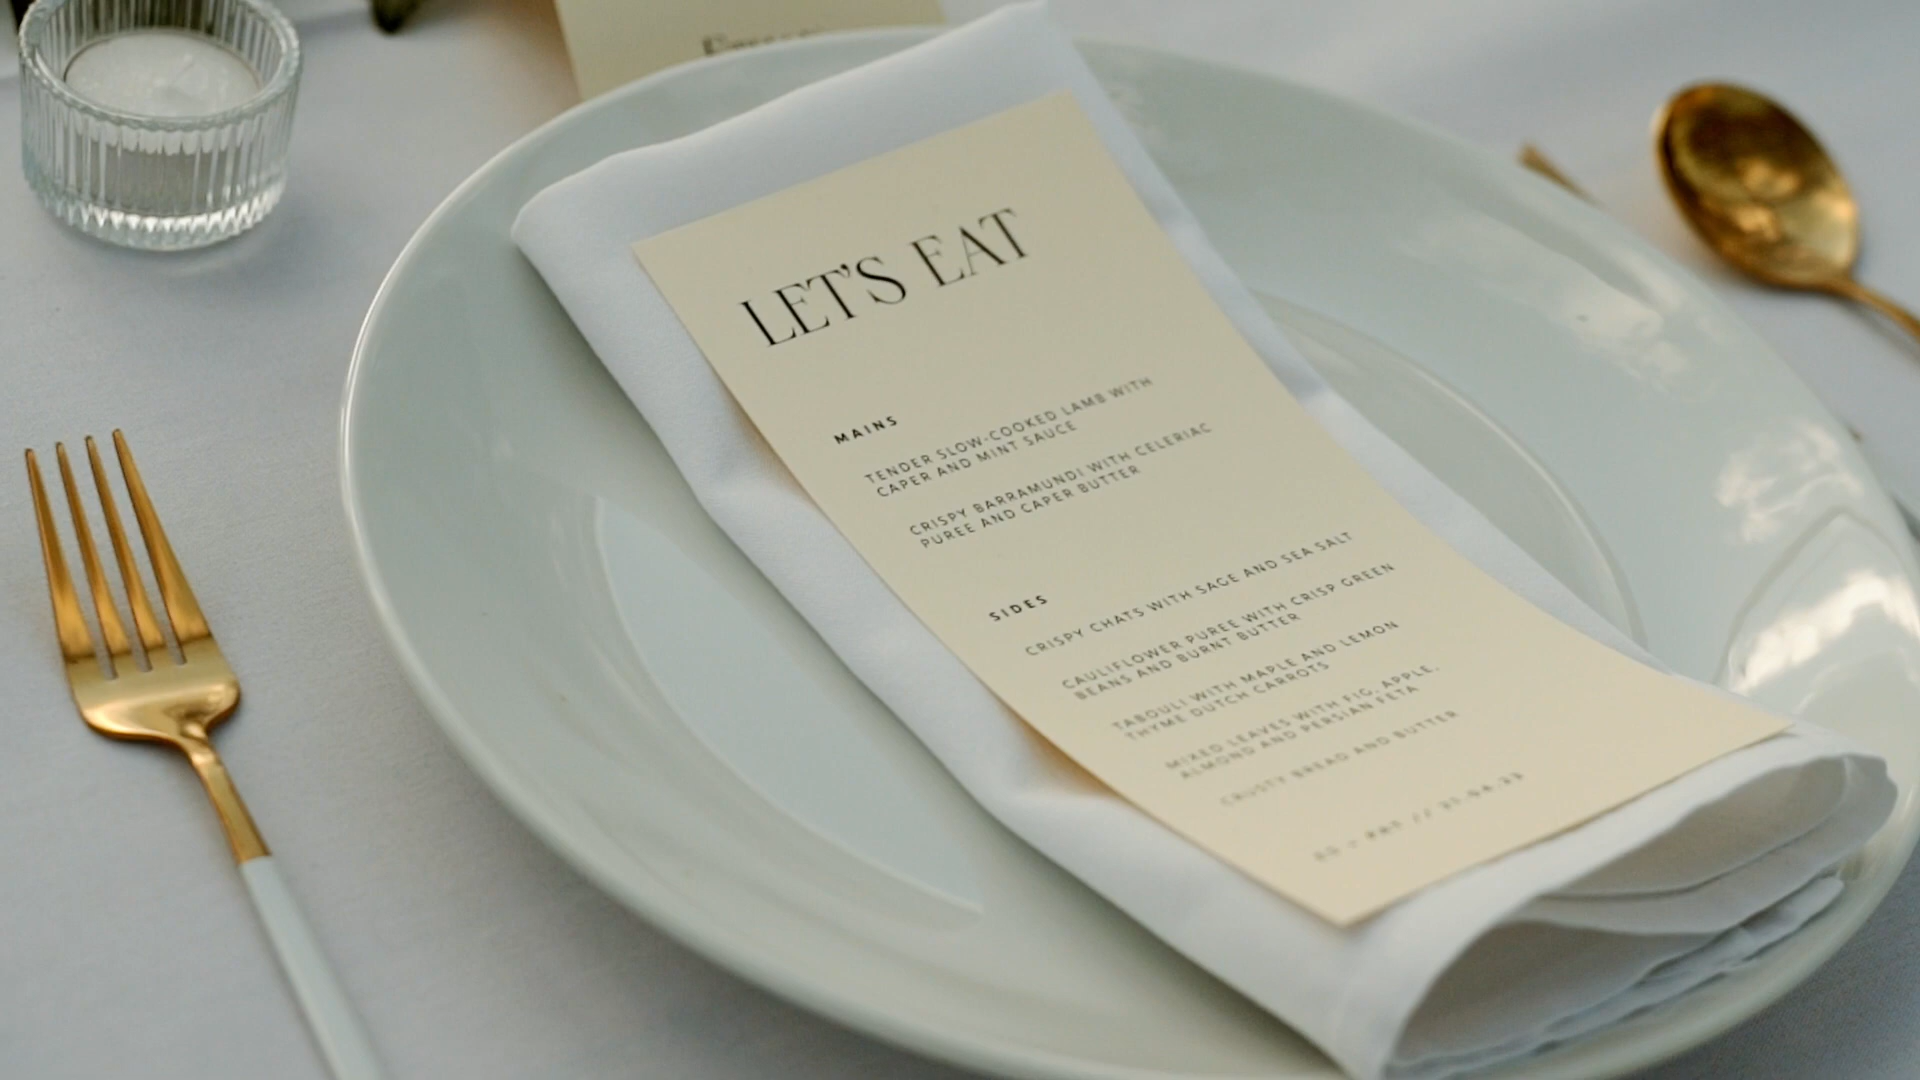 LET'S EAT
MAINS
TENDER SLOW-COOKED LAMB WITH
CAPER AND MINT SAUCE
CRISPY BARRAMUNDI WITH CELERIAC
PUREE AND CAPER BUTTER
SIDES
CRISPY CHATS WITH SAGE AND SEA SALT
CAULIFLOWER PUREE WITH CRISP GREEN
BEANS AND BURNT BUTTER
TABOULI WITH MAPLE AND LEMON
THYME DUTCH CARROTS
MIXED LEAVES WITH FIG, APPLE,
ALMOND AND PERSIAN FETA
CRUSTY BREAD AND BUTTER